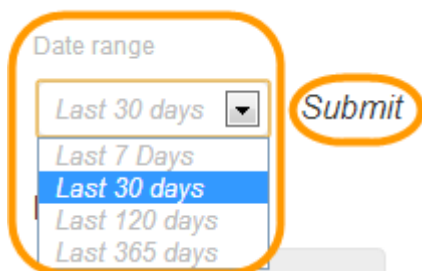 Date range
Last 30 days
Submit
Last 7 Days
Last 30 days
Last 120 days
Last 365 days